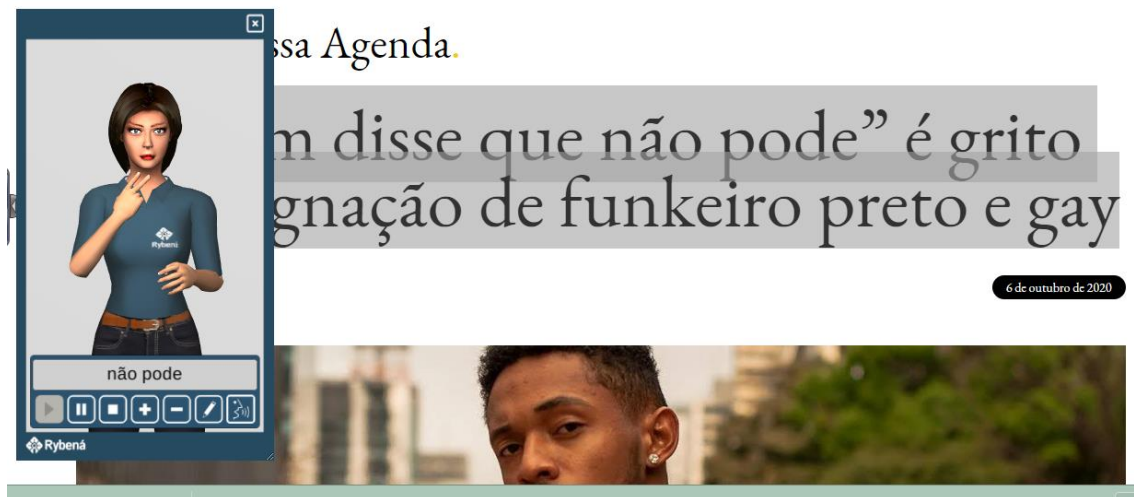 ssa Agenda.
m disse que não pode” é grito
gnação de funkeiro preto e gay
6 de outubro de 2020
Rybená
não pode
Rybená